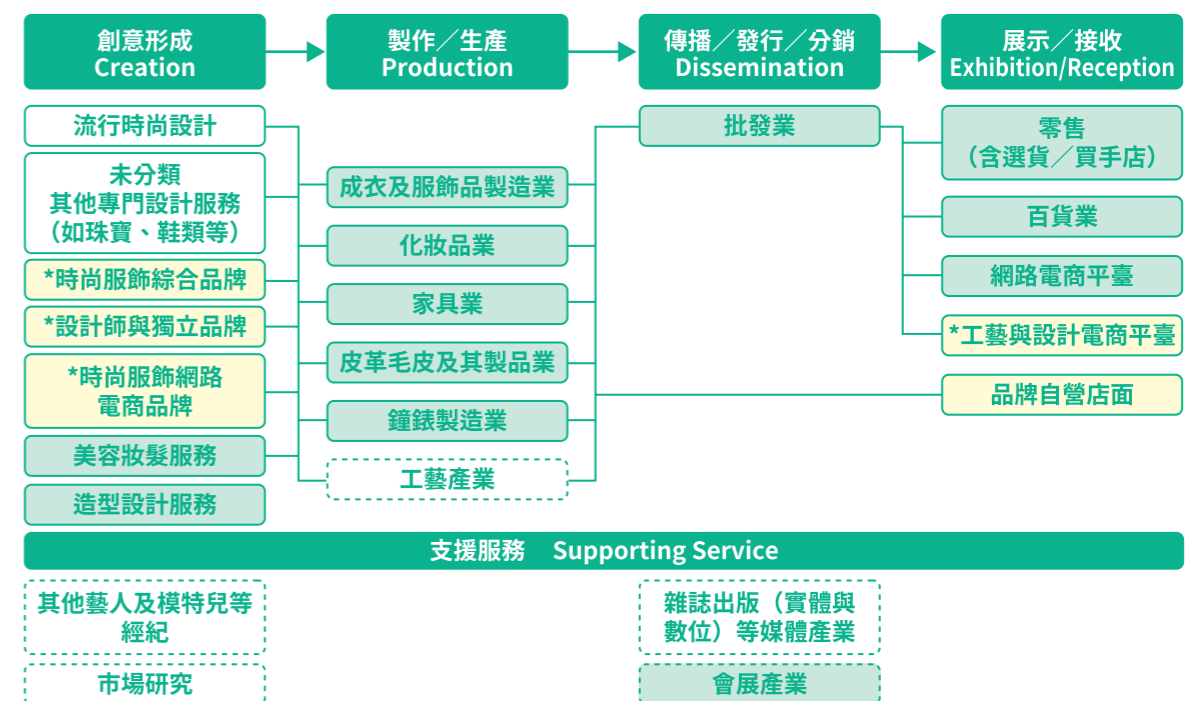 創意形成
Creation
製作／生產
Production
傳播／發行／分銷
Dissemination
展示／接收
Exhibition/Reception
流行時尚設計
未分類
其他專門設計服務
（如珠寶、鞋類等）
*時尚服飾綜合品牌
*設計師與獨立品牌
*時尚服飾網路
電商品牌
美容妝髮服務
造型設計服務
成衣及服飾品製造業
化妝品業
家具業
皮革毛皮及其製品業
鐘錶製造業
工藝產業
批發業
零售
（含選貨／買手店）
百貨業
網路電商平臺
*工藝與設計電商平臺
品牌自營店面
支援服務 Supporting Service
其他藝人及模特兒等
經紀
市場研究
雜誌出版（實體與
數位）等媒體產業
會展產業